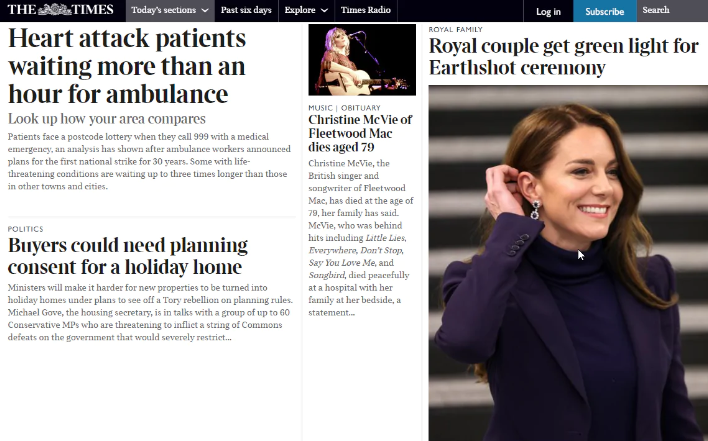 THE TIMES
Today's sections
Past six days
Explore
Times Radio
Log in
Subscribe
Search
Heart attack patients
waiting more than an
hour for ambulance
Look up how your area compares
Patients face a postcode lottery when they call 999 with a medical
emergency, an analysis has shown after ambulance workers announced
plans for the first national strike for 30 years. Some with life-
threatening conditions are waiting up to three times longer than those
in other towns and cities.
POLITICS
Buyers could need planning
consent for a holiday home
Ministers will make it harder for new properties to be turned into
holiday homes under plans to see off a Tory rebellion on planning rules.
Michael Gove, the housing secretary, is in talks with a group of up to 60
Conservative MPs who are threatening to inflict a string of Commons
defeats on the government that would severely restrict...
MUSIC | OBITUARY
Christine McVie of
Fleetwood Mac
dies aged 79
Christine McVie, the
British singer and
songwriter of Fleetwood
Mac, has died at the age of
79, her family has said.
McVie, who was behind
hits including Little Lies,
Everywhere, Don't Stop,
Say You Love Me, and
Songbird, died peacefully
at a hospital with her
family at her bedside, a
statement...
ROYAL FAMILY
Royal couple get green light for
Earthshot ceremony